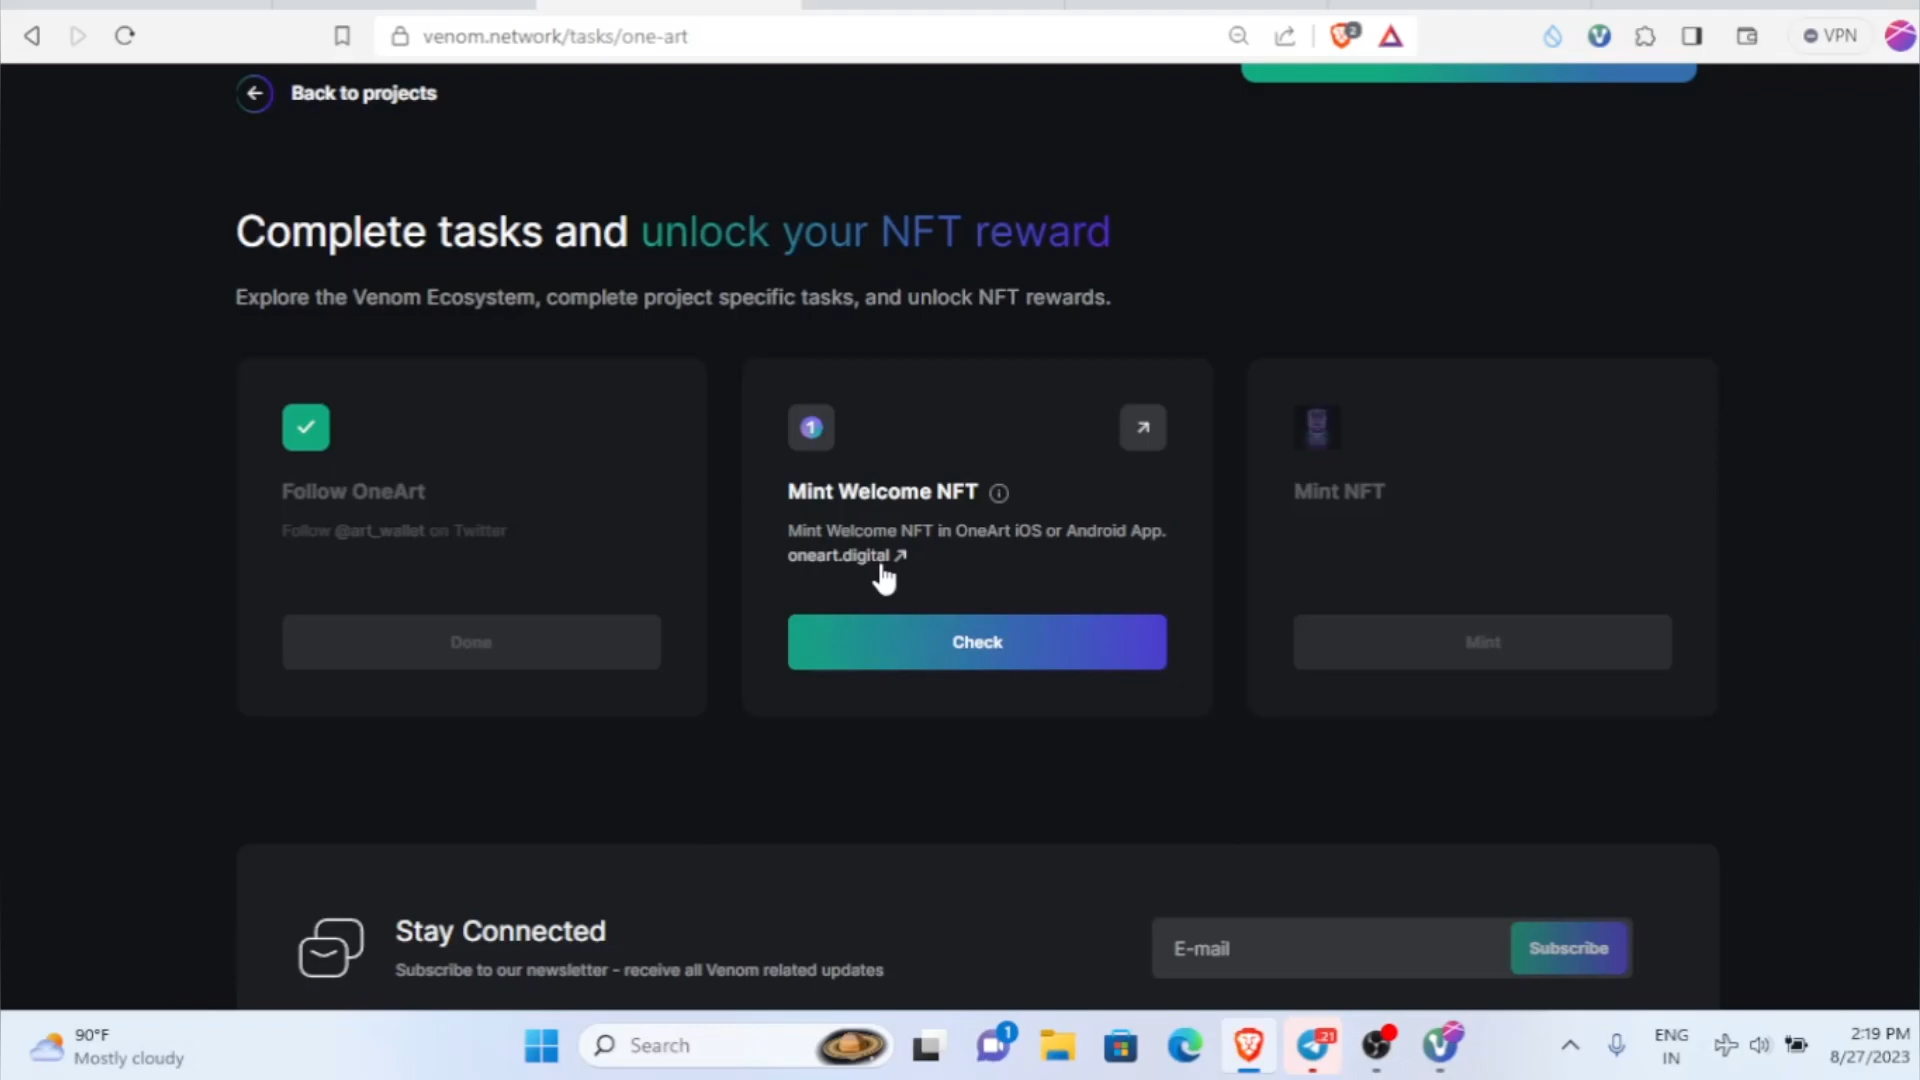 venom.network/tasks/one-art
2
VPN
Back to projects
Complete tasks and unlock your NFT reward
Explore the Venom Ecosystem, complete project specific tasks, and unlock NFT rewards.
Follow OneArt
Follow @art_wallet on Twitter
Done
1
Mint Welcome NFT
Mint Welcome NFT in OneArt iOS or Android App.
oneart.digital
Check
Mint NFT
Mint
Stay Connected
Subscribe to our newsletter - receive all Venom related updates
E-mail
Subscribe
90°F
Mostly cloudy
Search
1
21
ENG
IN
2:19 PM
8/27/2023